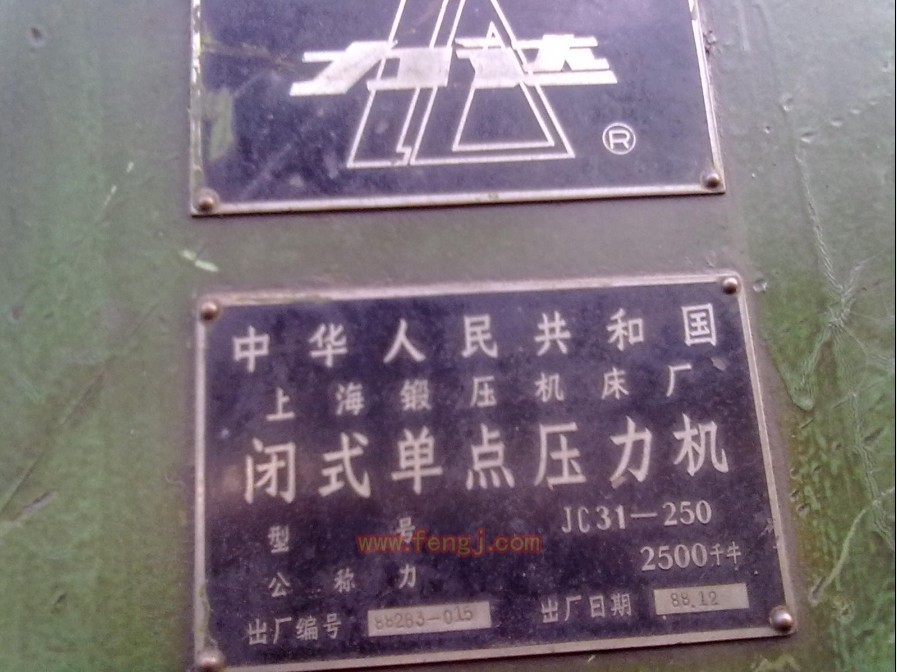 力达
®
中华人民共和国
上海锻压机床厂
闭式单点压力机
型号 JC31-250
www.fengj.com
公称力 2500千牛
出厂编号 88283-015 出厂日期 88.12